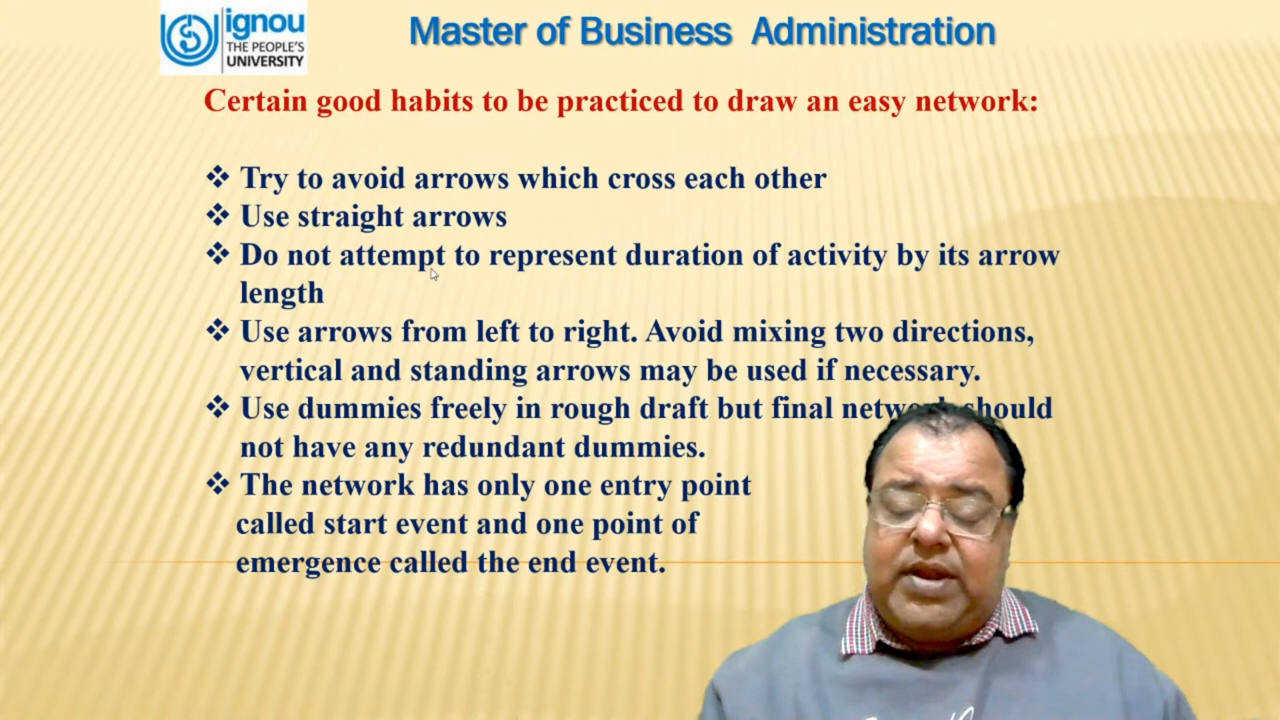 ignou
THE PEOPLE'S
UNIVERSITY
Master of Business Administration
Certain good habits to be practiced to draw an easy network:
❖ Try to avoid arrows which cross each other
❖ Use straight arrows
❖ Do not attempt to represent duration of activity by its arrow
length
❖ Use arrows from left to right. Avoid mixing two directions,
vertical and standing arrows may be used if necessary.
❖ Use dummies freely in rough draft but final network should
not have any redundant dummies.
❖ The network has only one entry point
called start event and one point of
emergence called the end event.